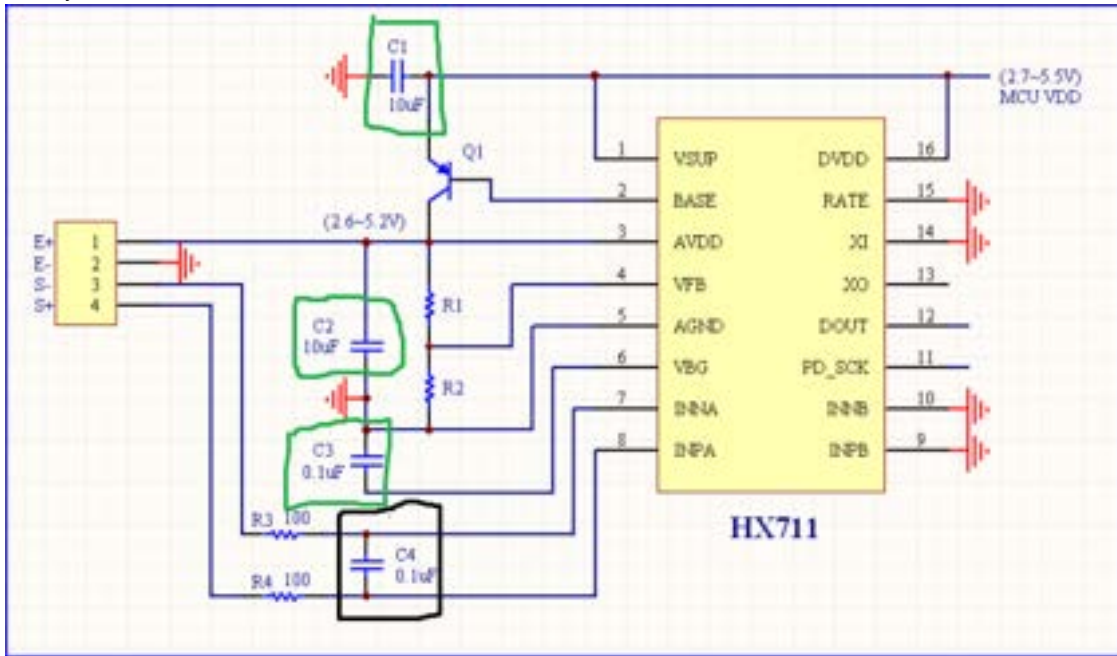 C1
10uF
(2.7~5.5V)
MCU VDD
Q1
1 VSUP DVDD 16
2 BASE RATE 15
(2.6~5.2V)
3 AVDD XI 14
4 VFB XO 13
5 AGND DOUT 12
6 VBG PD_SCK 11
7 INNA INNB 10
8 INPA INPB 9
E+ 1
E- 2
S- 3
S+ 4
R1
C2
10uF
R2
C3
0.1uF
R3 100
C4
0.1uF
R4 100
HX711